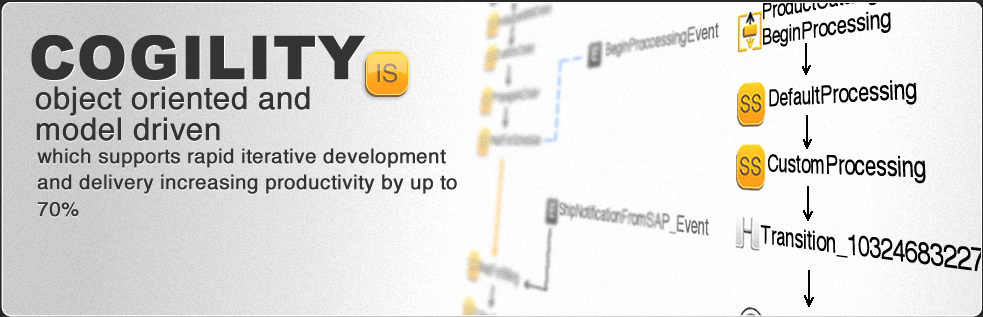 COGILITY
IS
object oriented and
model driven
which supports rapid iterative development
and delivery increasing productivity by up to
70%
E BeginProccessingEvent
E ShipNotificationFromSAP_Event
BeginProcessing
SS DefaultProcessing
SS CustomProcessing
H Transition_10324683227
SS